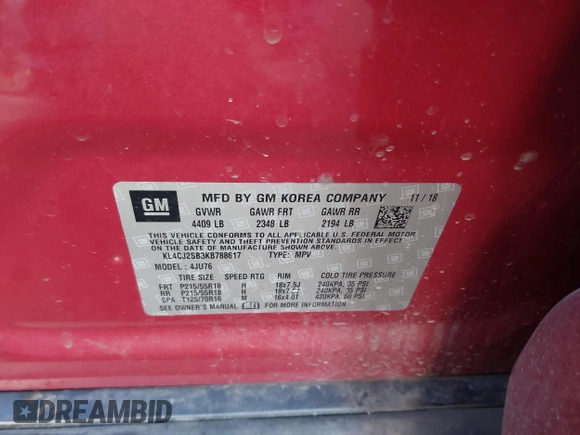 GM
MFD BY GM KOREA COMPANY 11/18
GVWR GAWR FRT GAWR RR
4409 LB 2348 LB 2194 LB
THIS VEHICLE CONFORMS TO ALL APPLICABLE U.S. FEDERAL MOTOR
VEHICLE SAFETY, BUMPER, AND THEFT PREVENTION STANDARDS IN EFFECT
ON THE DATE OF MANUFACTURE SHOWN ABOVE.
KL4CJ2SB3KB788617 TYPE: MPV
MODEL: 4JU76
TIRE SIZE SPEED RTG RIM COLD TIRE PRESSURE
FRT P215/55R18 H 18x7.5J 240KPA, 35 PSI
RR P215/55R18 H 18x7.5J 240KPA, 35 PSI
SPA T125/70R16 M 16x4.0T 420KPA, 60 PSI
SEE OWNER'S MANUAL FOR MORE INFORMATION
DREAMBID